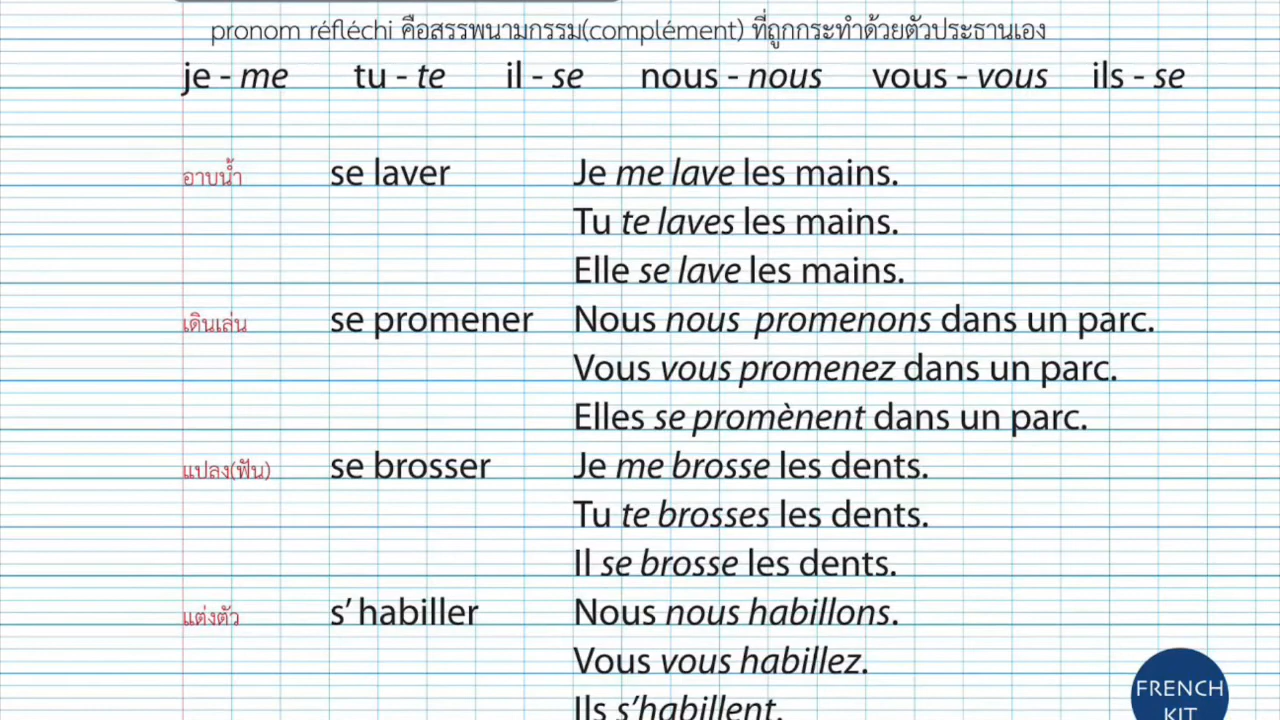 pronom réfléchi คือสรรพนามกรรม(complément) ที่ถูกกระทำด้วยตัวประธานเอง
je - me tu - te il - se nous - nous vous - vous ils - se
อาบน้ำ se laver Je me lave les mains.
Tu te laves les mains.
Elle se lave les mains.
เดินเล่น se promener Nous nous promenons dans un parc.
Vous vous promenez dans un parc.
Elles se promènent dans un parc.
แปลง(ฟัน) se brosser Je me brosse les dents.
Tu te brosses les dents.
Il se brosse les dents.
แต่งตัว s’ habiller Nous nous habillons.
Vous vous habillez.
Ils s’habillent.
FRENCH
KIT